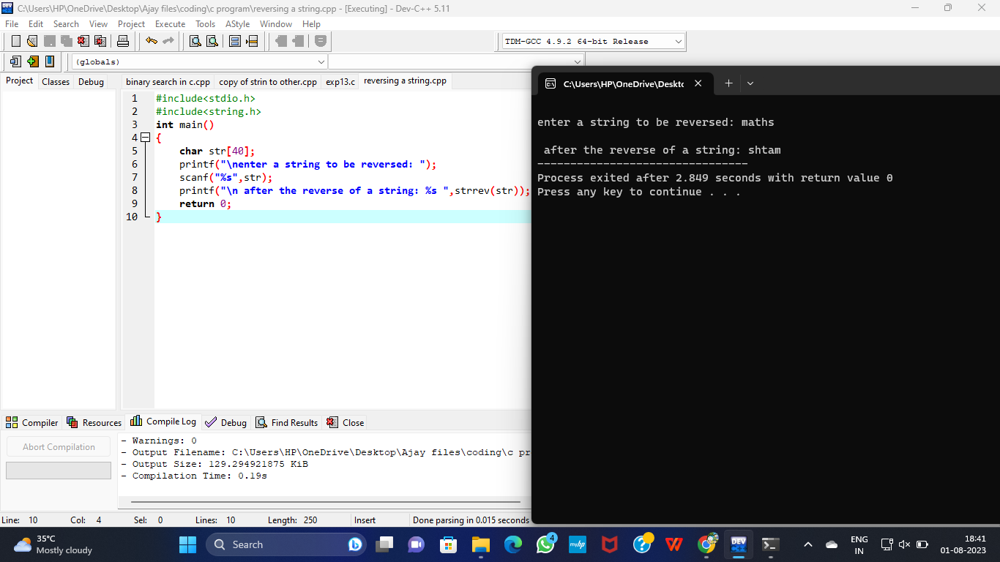 C:\Users\HP\OneDrive\Desktop\Ajay files\coding\c program\reversing a string.cpp - [Executing] - Dev-C++ 5.11
File Edit Search View Project Execute Tools AStyle Window Help
TDM-GCC 4.9.2 64-bit Release
(globals)
Project Classes Debug
binary search in c.cpp copy of strin to other.cpp exp13.c reversing a string.cpp
1 #include<stdio.h>
2 #include<string.h>
3 int main()
4 {
5 char str[40];
6 printf("\nenter a string to be reversed: ");
7 scanf("%s",str);
8 printf("\n after the reverse of a string: %s ",strrev(str));
9 return 0;
10 }
C:\Users\HP\OneDrive\Deskto
enter a string to be reversed: maths
after the reverse of a string: shtam
--------------------------------
Process exited after 2.849 seconds with return value 0
Press any key to continue . . .
Compiler Resources Compile Log Debug Find Results Close
Abort Compilation
- Warnings: 0
- Output Filename: C:\Users\HP\OneDrive\Desktop\Ajay files\coding\c pr
- Output Size: 129.294921875 KiB
- Compilation Time: 0.19s
Line: 10 Col: 4 Sel: 0 Lines: 10 Length: 250 Insert Done parsing in 0.015 seconds
35°C
Mostly cloudy
Search
4
myhp
DEV
ENG
IN
18:41
01-08-2023